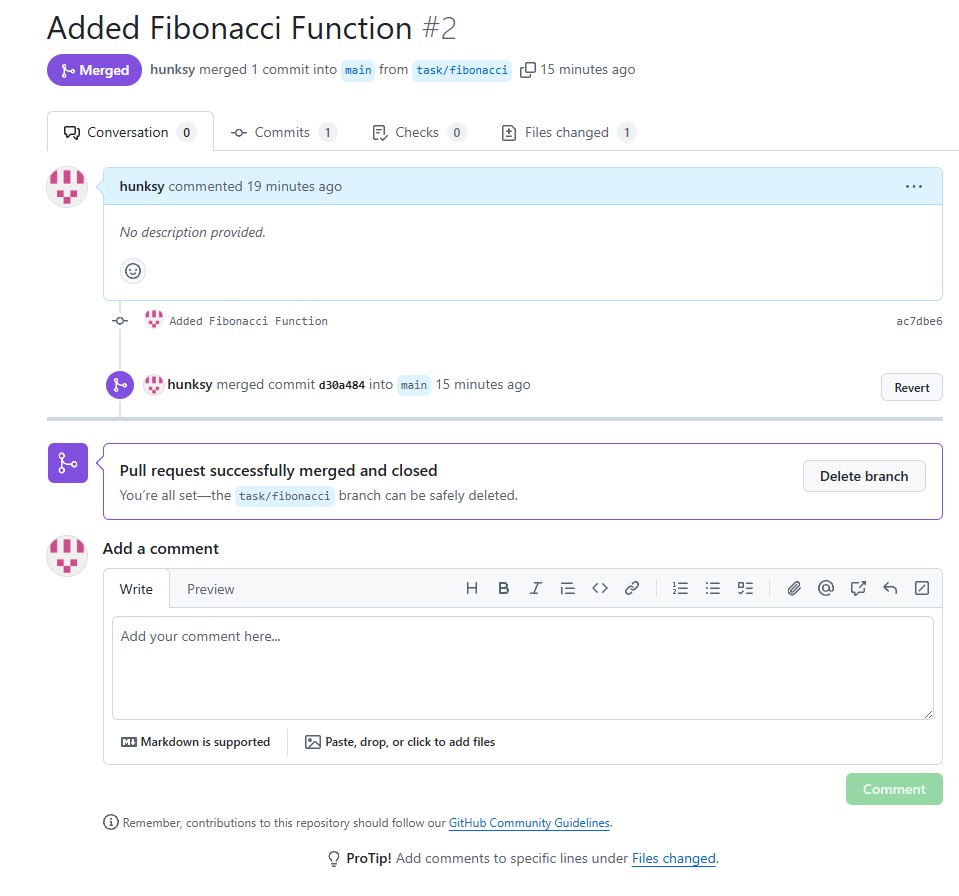 Added Fibonacci Function #2
Merged hunksy merged 1 commit into main from task/fibonacci 15 minutes ago
Conversation 0 Commits 1 Checks 0 Files changed 1
hunksy commented 19 minutes ago
No description provided.
Added Fibonacci Function ac7dbe6
hunksy merged commit d30a484 into main 15 minutes ago Revert
Pull request successfully merged and closed
You're all set—the task/fibonacci branch can be safely deleted.
Delete branch
Add a comment
Write Preview
Add your comment here...
Markdown is supported Paste, drop, or click to add files
Comment
Remember, contributions to this repository should follow our GitHub Community Guidelines.
ProTip! Add comments to specific lines under Files changed.